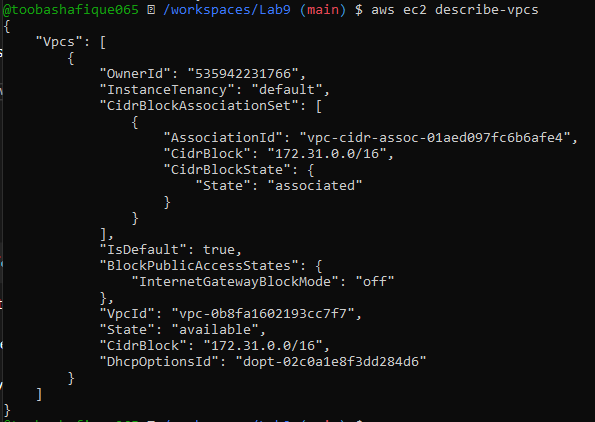 @toobashafique065 /workspaces/Lab9 (main) $ aws ec2 describe-vpcs
{
    "Vpcs": [
        {
            "OwnerId": "535942231766",
            "InstanceTenancy": "default",
            "CidrBlockAssociationSet": [
                {
                    "AssociationId": "vpc-cidr-assoc-01aed097fc6b6afe4",
                    "CidrBlock": "172.31.0.0/16",
                    "CidrBlockState": {
                        "State": "associated"
                    }
                }
            ],
            "IsDefault": true,
            "BlockPublicAccessStates": {
                "InternetGatewayBlockMode": "off"
            },
            "VpcId": "vpc-0b8fa1602193cc7f7",
            "State": "available",
            "CidrBlock": "172.31.0.0/16",
            "DhcpOptionsId": "dopt-02c0a1e8f3dd284d6"
        }
    ]
}